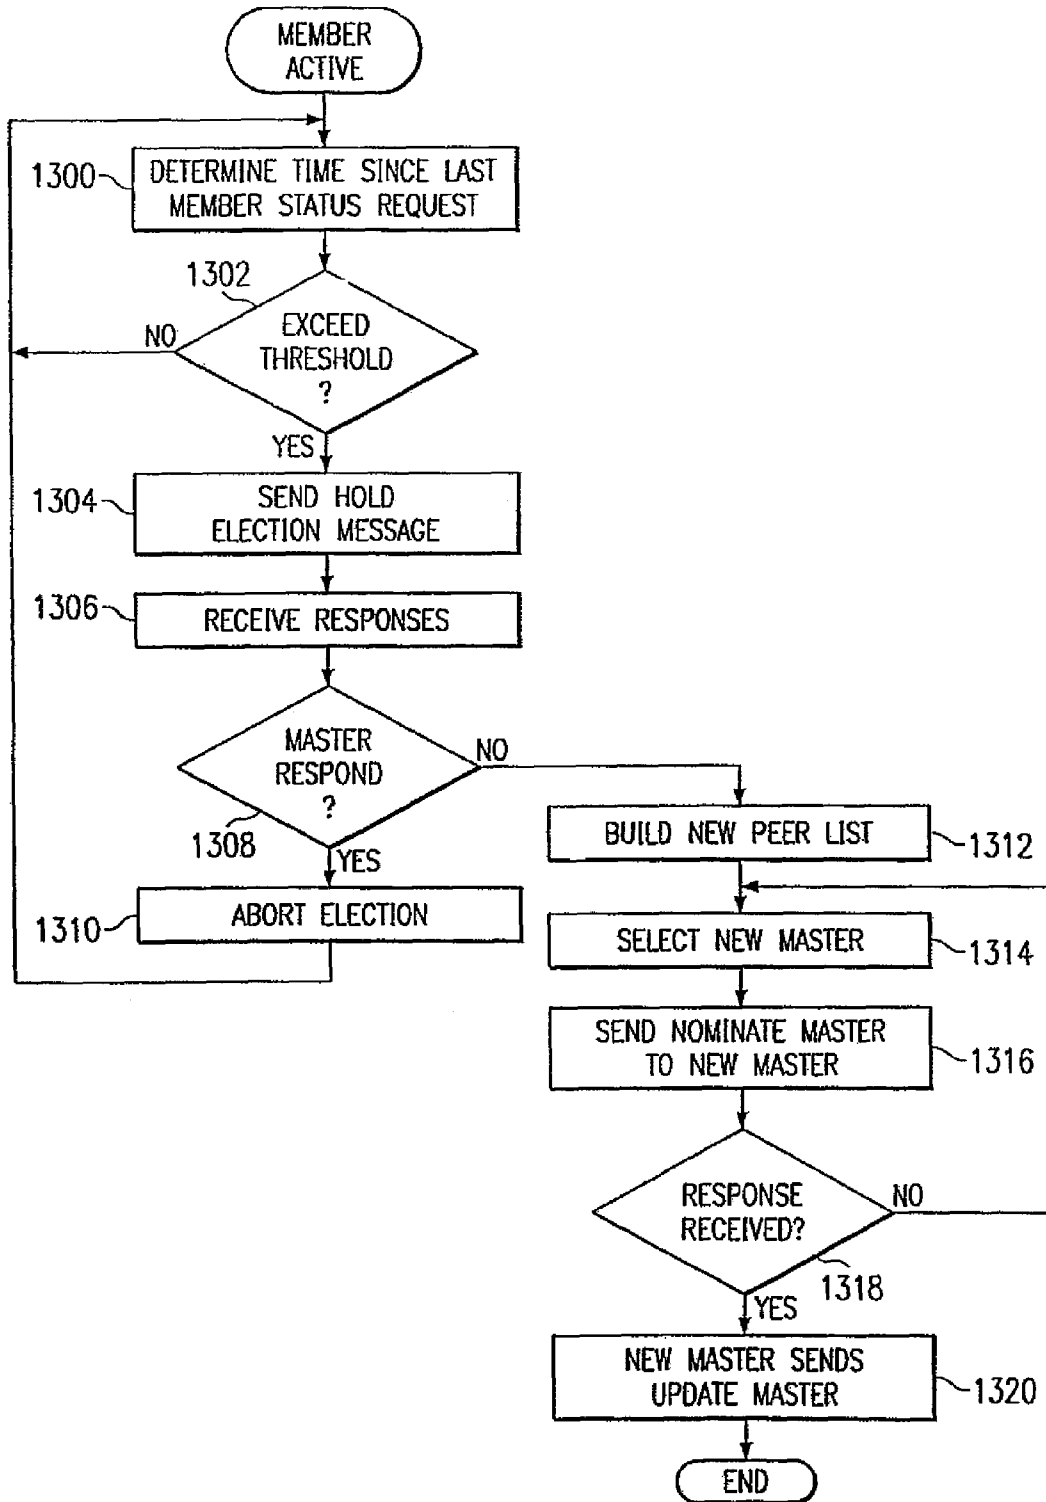 MEMBER
ACTIVE
1300
DETERMINE TIME SINCE LAST
MEMBER STATUS REQUEST
1302
EXCEED
THRESHOLD
?
NO
YES
1304
SEND HOLD
ELECTION MESSAGE
1306
RECEIVE RESPONSES
MASTER
RESPOND
?
NO
1308
YES
1310
ABORT ELECTION
BUILD NEW PEER LIST
1312
SELECT NEW MASTER
1314
SEND NOMINATE MASTER
TO NEW MASTER
1316
RESPONSE
RECEIVED?
NO
1318
YES
NEW MASTER SENDS
UPDATE MASTER
1320
END